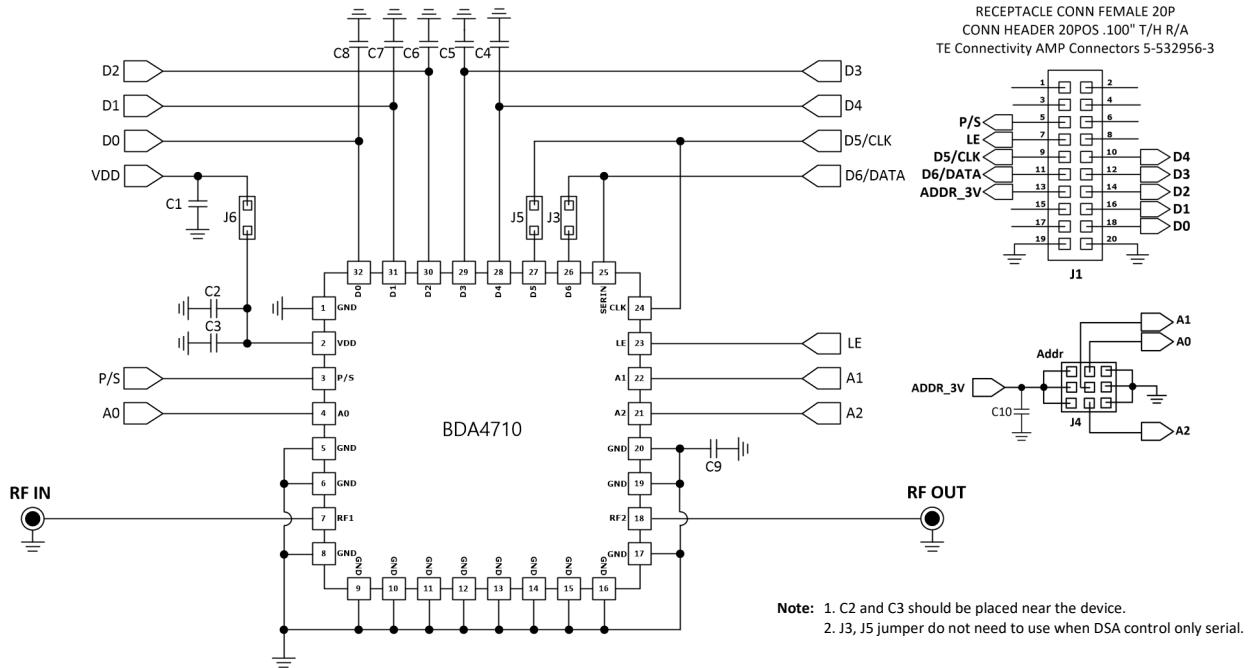 RECEPTACLE CONN FEMALE 20P
CONN HEADER 20POS .100" T/H R/A
TE Connectivity AMP Connectors 5-532956-3
C8
C7
C6
C5
C4
D2
D1
D0
VDD
D3
D4
D5/CLK
D6/DATA
C1
J6
J5
J3
C2
C3
32
31
30
29
28
27
26
25
D0
D1
D2
D3
D4
D5
D6
SERIN
1 GND
2 VDD
3 P/S
4 A0
5 GND
6 GND
7 RF1
8 GND
CLK 24
LE 23
A1 22
A2 21
GND 20
GND 19
RF2 18
GND 17
P/S
A0
LE
A1
A2
C9
BDA4710
RF IN
RF OUT
GND
GND
GND
GND
GND
GND
GND
GND
9
10
11
12
13
14
15
16
1 2
3 4
P/S 5 6
LE 7 8
D5/CLK 9 10 D4
D6/DATA 11 12 D3
ADDR_3V 13 14 D2
15 16 D1
17 18 D0
19 20
J1
A1
A0
Addr
ADDR_3V
C10
J4
A2
Note: 1. C2 and C3 should be placed near the device.
2. J3, J5 jumper do not need to use when DSA control only serial.